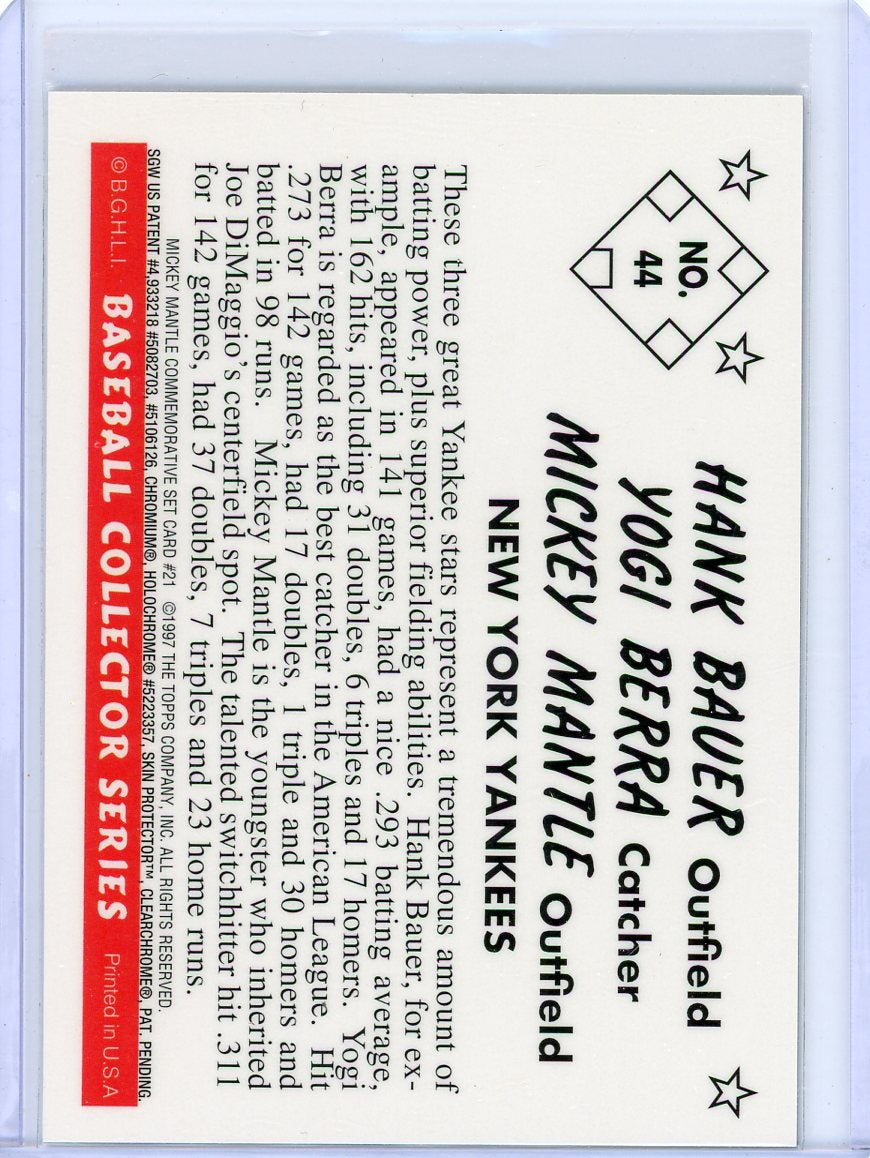 NO.
44
HANK BAUER Outfield
YOGI BERRA Catcher
MICKEY MANTLE Outfield
NEW YORK YANKEES
These three great Yankee stars represent a tremendous amount of
batting power, plus superior fielding abilities. Hank Bauer, for ex-
ample, appeared in 141 games, had a nice .293 batting average,
with 162 hits, including 31 doubles, 6 triples and 17 homers. Yogi
Berra is regarded as the best catcher in the American League. Hit
.273 for 142 games, had 17 doubles, 1 triple and 30 homers and
batted in 98 runs. Mickey Mantle is the youngster who inherited
Joe DiMaggio's centerfield spot. The talented switchhitter hit .311
for 142 games, had 37 doubles, 7 triples and 23 home runs.
MICKEY MANTLE COMMEMORATIVE SET CARD #21 ©1997 THE TOPPS COMPANY, INC. ALL RIGHTS RESERVED.
SGW US PATENT #4,933218 #5082703, #5106126, CHROMIUM®, HOLOCHROME® #5223357, SKIN PROTECTOR™, CLEARCHROME®, PAT. PENDING.
© B.G.H.L.I. BASEBALL COLLECTOR SERIES Printed in U.S.A